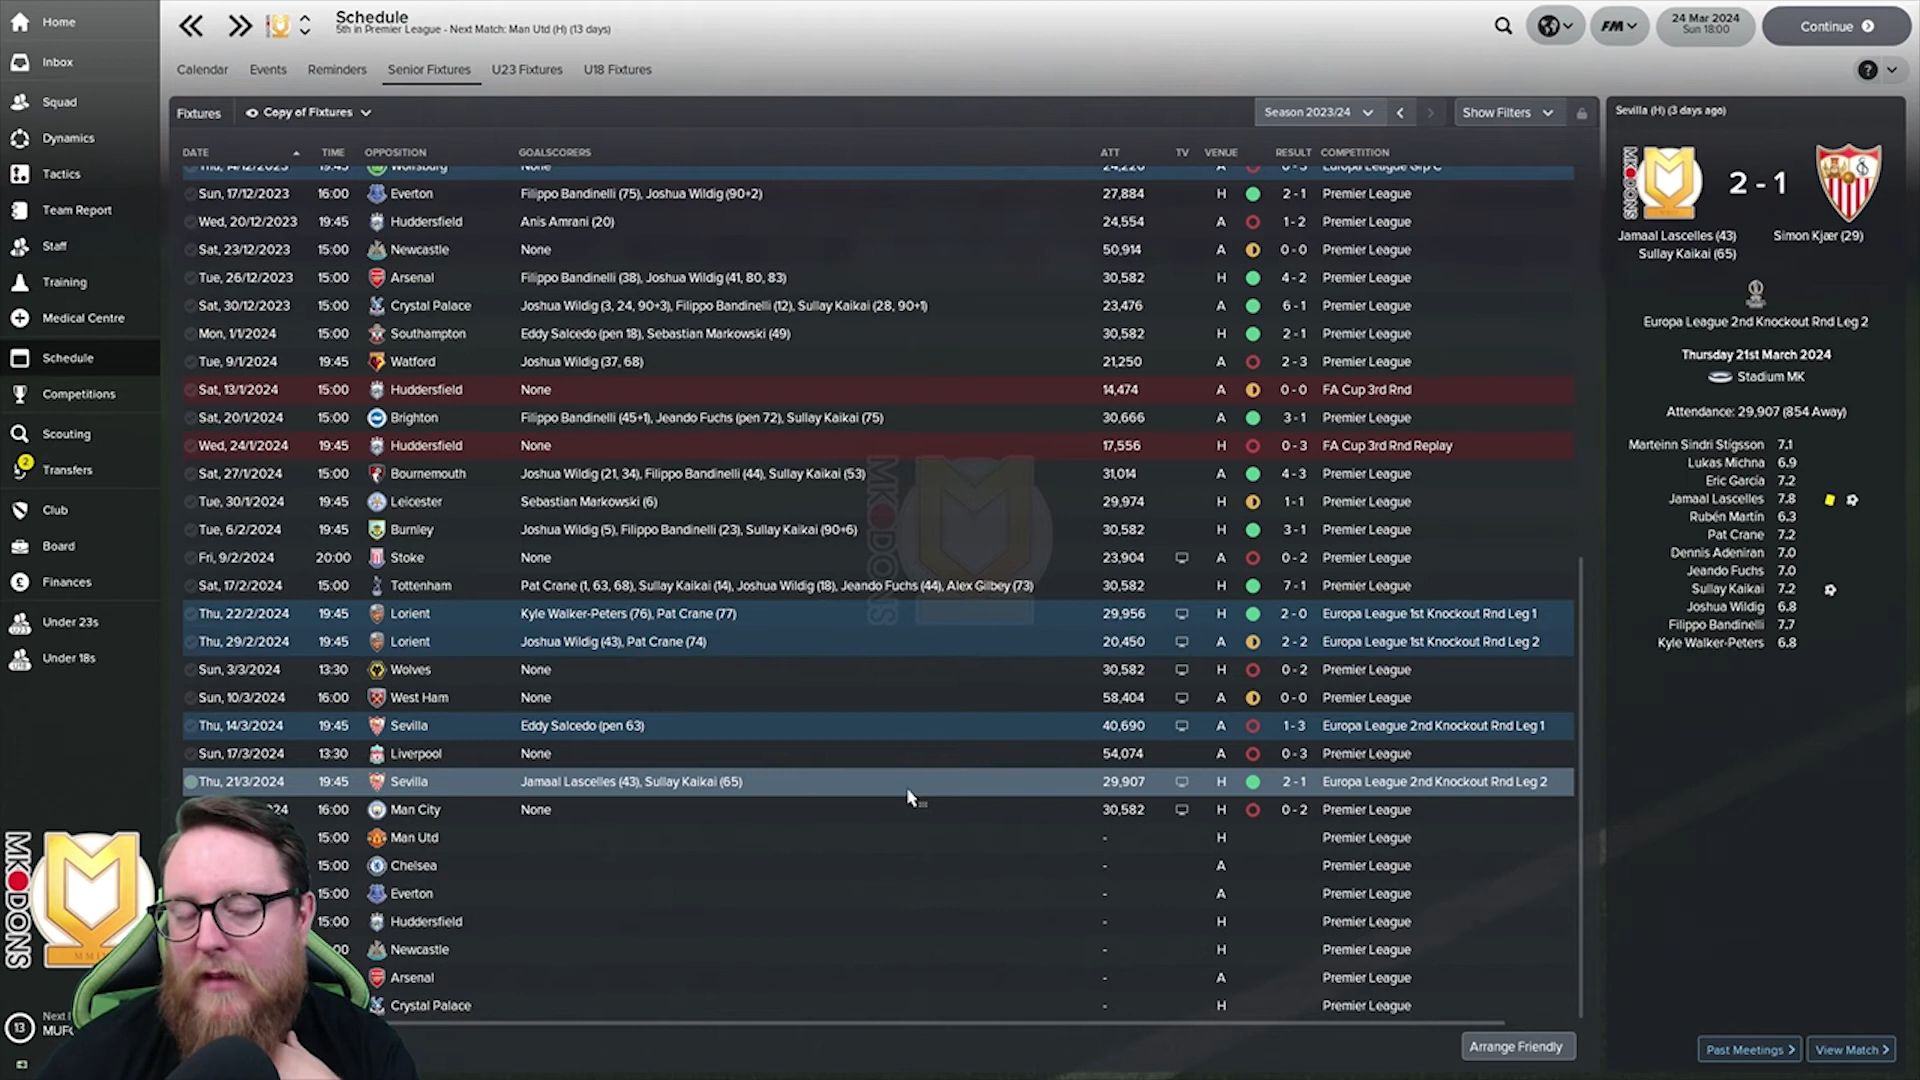 Home
Inbox
Squad
Dynamics
Tactics
Team Report
Staff
Training
Medical Centre
Schedule
Competitions
Scouting
2
Transfers
Club
Board
Finances
Under 23s
Under 18s
MK DONS
MMIV
13
Schedule
5th in Premier League - Next Match: Man Utd (H) (13 days)
FM
24 Mar 2024
Sun 18:00
Continue
Calendar Events Reminders Senior Fixtures U23 Fixtures U18 Fixtures
Fixtures Copy of Fixtures Season 2023/24 Show Filters
DATE TIME OPPOSITION GOALSCORERS ATT TV VENUE RESULT COMPETITION
Thu, 14/12/2023 19:45 Wolfsburg None 24,220 A 0-3 Europa League Grp C
Sun, 17/12/2023 16:00 Everton Filippo Bandinelli (75), Joshua Wildig (90+2) 27,884 H 2-1 Premier League
Wed, 20/12/2023 19:45 Huddersfield Anis Amrani (20) 24,554 A 1-2 Premier League
Sat, 23/12/2023 15:00 Newcastle None 50,914 A 0-0 Premier League
Tue, 26/12/2023 15:00 Arsenal Filippo Bandinelli (38), Joshua Wildig (41, 80, 83) 30,582 H 4-2 Premier League
Sat, 30/12/2023 15:00 Crystal Palace Joshua Wildig (3, 24, 90+3), Filippo Bandinelli (12), Sullay Kaikai (28, 90+1) 23,476 A 6-1 Premier League
Mon, 1/1/2024 15:00 Southampton Eddy Salcedo (pen 18), Sebastian Markowski (49) 30,582 H 2-1 Premier League
Tue, 9/1/2024 19:45 Watford Joshua Wildig (37, 68) 21,250 A 2-3 Premier League
Sat, 13/1/2024 15:00 Huddersfield None 14,474 A 0-0 FA Cup 3rd Rnd
Sat, 20/1/2024 15:00 Brighton Filippo Bandinelli (45+1), Jeando Fuchs (pen 72), Sullay Kaikai (75) 30,666 A 3-1 Premier League
Wed, 24/1/2024 19:45 Huddersfield None 17,556 H 0-3 FA Cup 3rd Rnd Replay
Sat, 27/1/2024 15:00 Bournemouth Joshua Wildig (21, 34), Filippo Bandinelli (44), Sullay Kaikai (53) 31,014 A 4-3 Premier League
Tue, 30/1/2024 19:45 Leicester Sebastian Markowski (6) 29,974 H 1-1 Premier League
Tue, 6/2/2024 19:45 Burnley Joshua Wildig (5), Filippo Bandinelli (23), Sullay Kaikai (90+6) 30,582 H 3-1 Premier League
Fri, 9/2/2024 20:00 Stoke None 23,904 A 0-2 Premier League
Sat, 17/2/2024 15:00 Tottenham Pat Crane (1, 63, 68), Sullay Kaikai (14), Joshua Wildig (18), Jeando Fuchs (44), Alex Gilbey (73) 30,582 H 7-1 Premier League
Thu, 22/2/2024 19:45 Lorient Kyle Walker-Peters (76), Pat Crane (77) 29,956 H 2-0 Europa League 1st Knockout Rnd Leg 1
Thu, 29/2/2024 19:45 Lorient Joshua Wildig (43), Pat Crane (74) 20,450 A 2-2 Europa League 1st Knockout Rnd Leg 2
Sun, 3/3/2024 13:30 Wolves None 30,582 H 0-2 Premier League
Sun, 10/3/2024 16:00 West Ham None 58,404 A 0-0 Premier League
Thu, 14/3/2024 19:45 Sevilla Eddy Salcedo (pen 63) 40,690 A 1-3 Europa League 2nd Knockout Rnd Leg 1
Sun, 17/3/2024 13:30 Liverpool None 54,074 A 0-3 Premier League
Thu, 21/3/2024 19:45 Sevilla Jamaal Lascelles (43), Sullay Kaikai (65) 29,907 H 2-1 Europa League 2nd Knockout Rnd Leg 2
16:00 Man City None 30,582 H 0-2 Premier League
15:00 Man Utd - H Premier League
15:00 Chelsea - A Premier League
15:00 Everton - A Premier League
15:00 Huddersfield - H Premier League
Newcastle - H Premier League
Arsenal - A Premier League
Crystal Palace - H Premier League
MK DONS
Arrange Friendly
Sevilla (H) (3 days ago)
MK DONS
2 - 1
Jamaal Lascelles (43) Simon Kjær (29)
Sullay Kaikai (65)
Europa League 2nd Knockout Rnd Leg 2
Thursday 21st March 2024
Stadium MK
Attendance: 29,907 (854 Away)
Marteinn Sindri Stígsson 7.1
Lukas Michna 6.9
Eric García 7.2
Jamaal Lascelles 7.8
Rubén Martín 6.3
Pat Crane 7.2
Dennis Adeniran 7.0
Jeando Fuchs 7.0
Sullay Kaikai 7.2
Joshua Wildig 6.8
Filippo Bandinelli 7.7
Kyle Walker-Peters 6.8
Past Meetings View Match